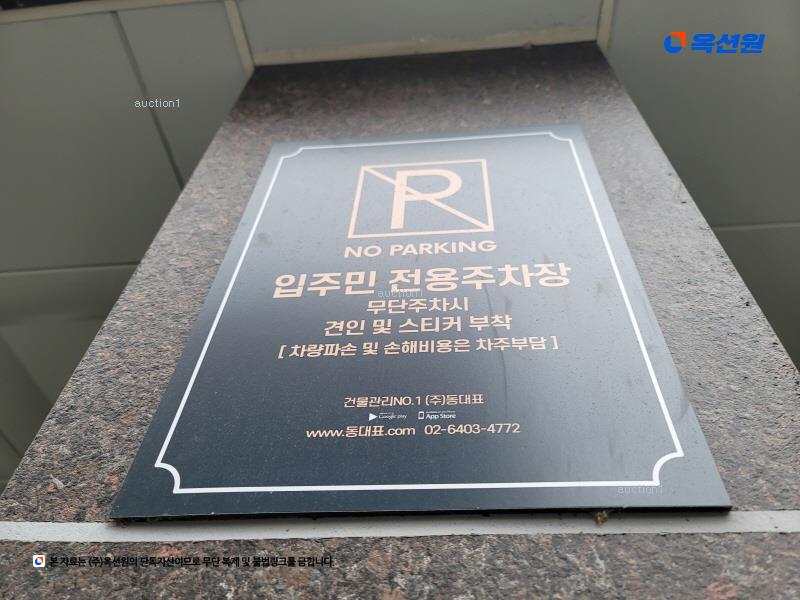 옥션원
auction1
P
NO PARKING
입주민 전용주차장
auction1
무단주차시
견인 및 스티커 부착
[ 차량파손 및 손해비용은 차주부담 ]
건물관리NO.1 (주)동대표
Google play App Store
www.동대표.com 02-6403-4772
auction1
본 자료는 (주)옥션원의 단독자산이므로 무단 복제 및 불법링크를 금합니다.